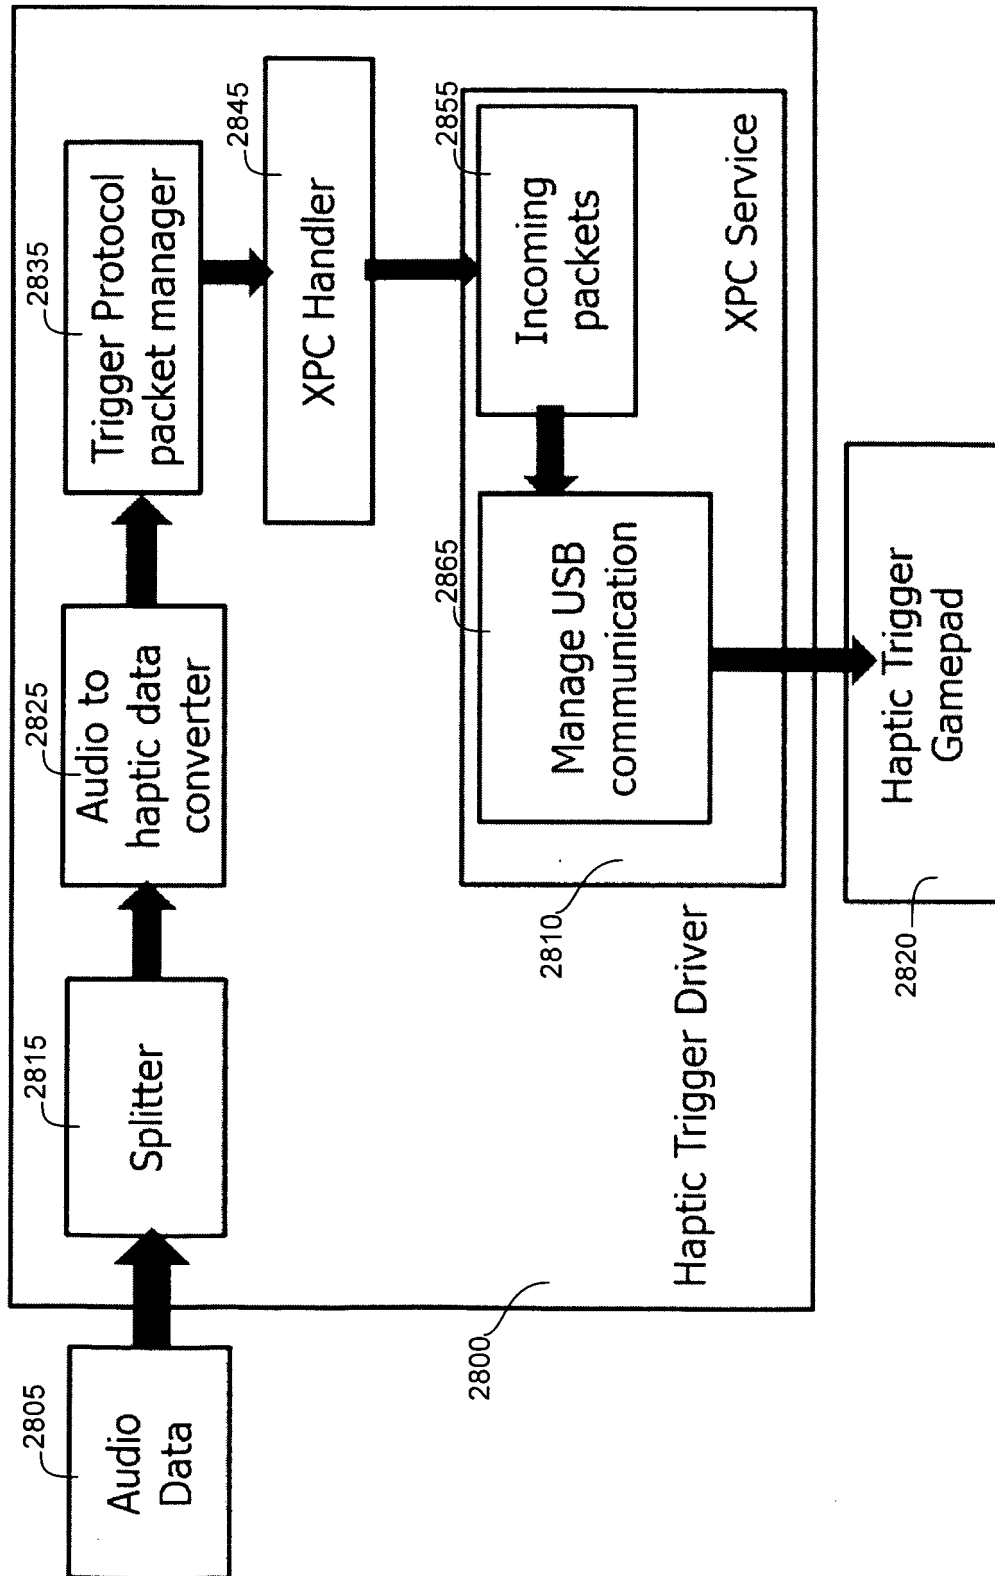 2805
Audio
Data
2815
Splitter
2825
Audio to
haptic data
converter
2835
Trigger Protocol
packet manager
2845
XPC Handler
2855
Incoming
packets
2865
Manage USB
communication
XPC Service
2810
Haptic Trigger Driver
2800
Haptic Trigger
Gamepad
2820